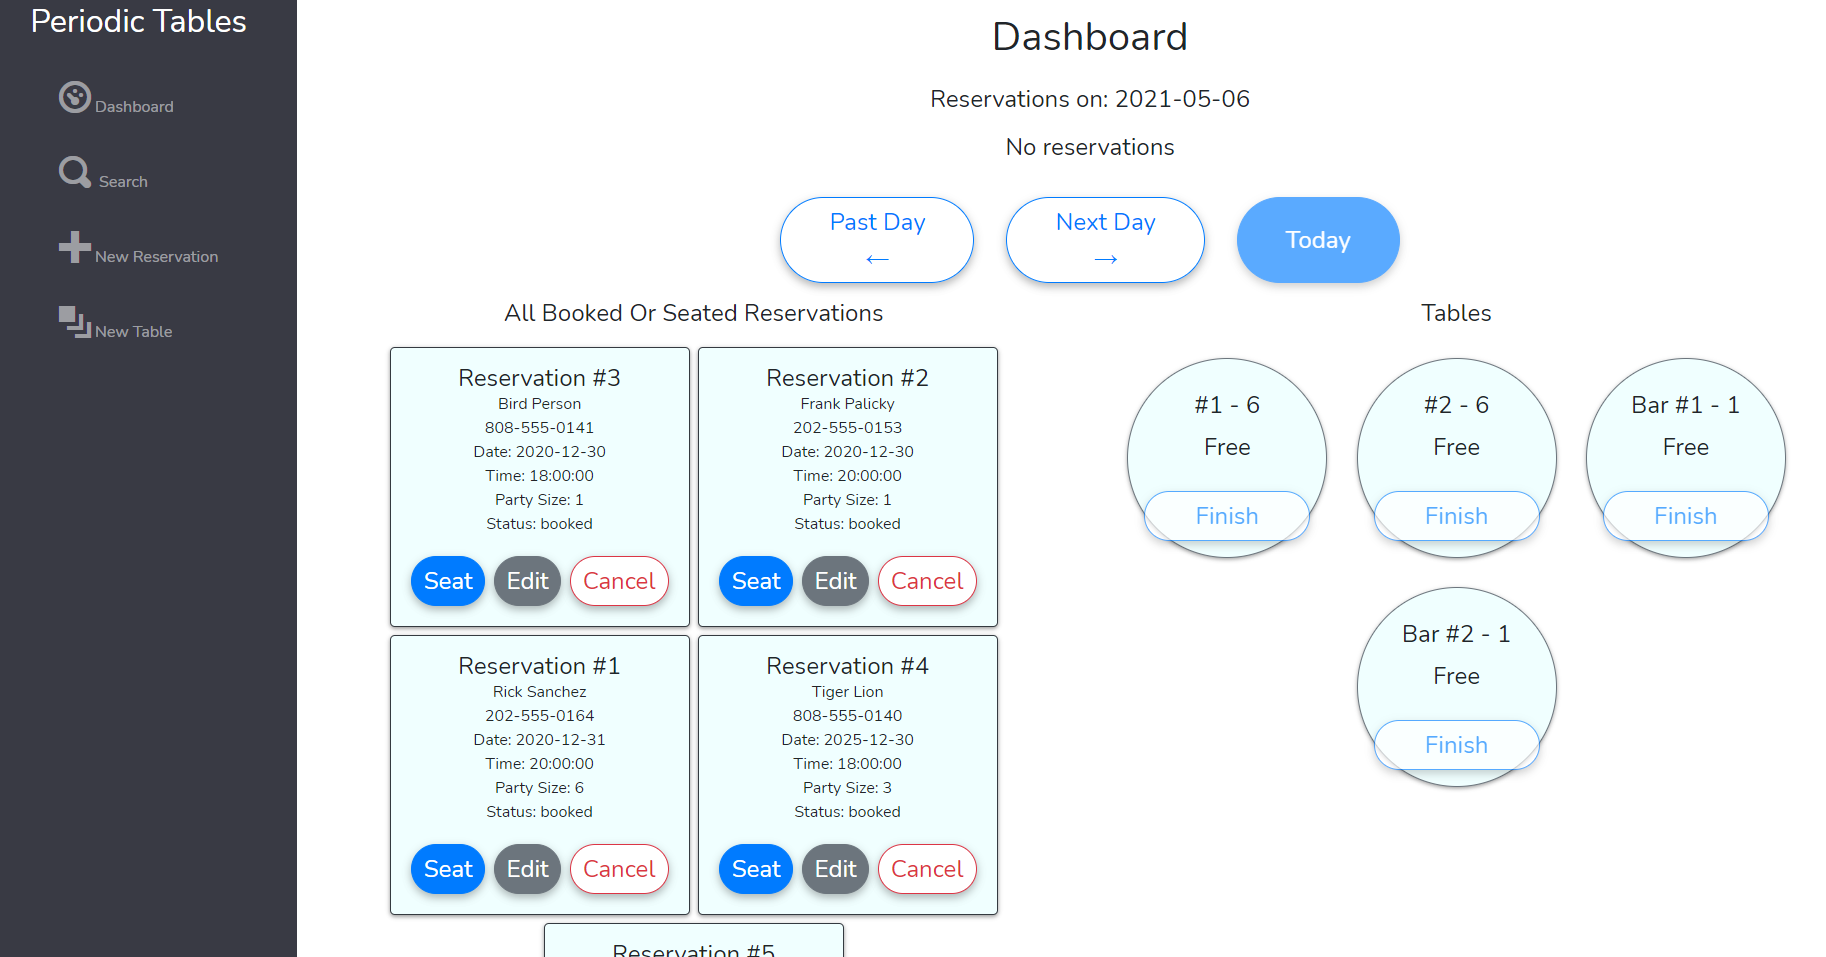 Periodic Tables
Dashboard
Search
New Reservation
New Table
Dashboard
Reservations on: 2021-05-06
No reservations
Past Day
←
Next Day
→
Today
All Booked Or Seated Reservations
Reservation #3
Bird Person
808-555-0141
Date: 2020-12-30
Time: 18:00:00
Party Size: 1
Status: booked
Seat Edit Cancel
Reservation #2
Frank Palicky
202-555-0153
Date: 2020-12-30
Time: 20:00:00
Party Size: 1
Status: booked
Seat Edit Cancel
Reservation #1
Rick Sanchez
202-555-0164
Date: 2020-12-31
Time: 20:00:00
Party Size: 6
Status: booked
Seat Edit Cancel
Reservation #4
Tiger Lion
808-555-0140
Date: 2025-12-30
Time: 18:00:00
Party Size: 3
Status: booked
Seat Edit Cancel
Reservation #5
Tables
#1 - 6
Free
Finish
#2 - 6
Free
Finish
Bar #1 - 1
Free
Finish
Bar #2 - 1
Free
Finish